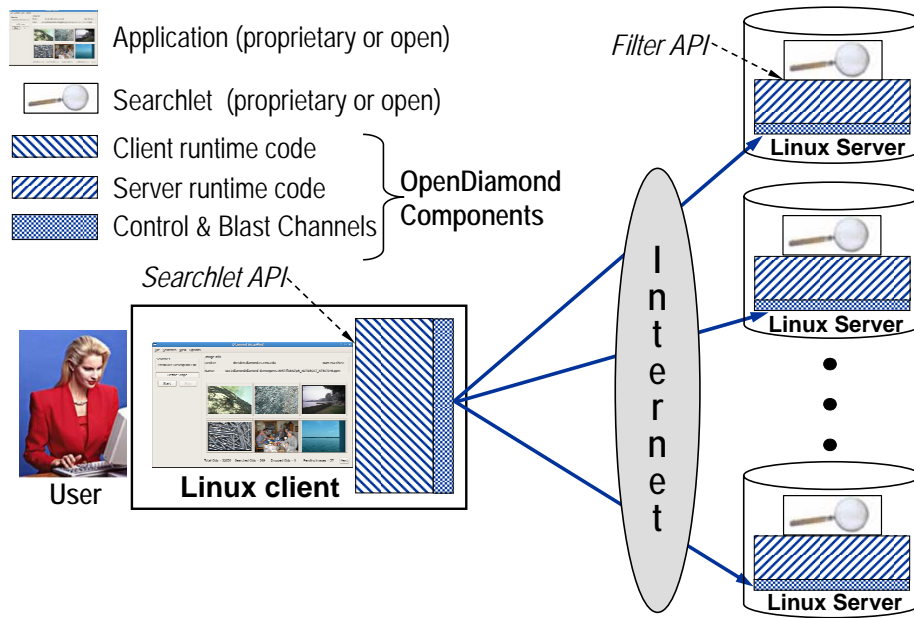 Application (proprietary or open)
Searchlet (proprietary or open)
Client runtime code
Server runtime code
Control & Blast Channels
OpenDiamond
Components
Filter API
Searchlet API
User
Linux client
Internet
Linux Server
Linux Server
Linux Server